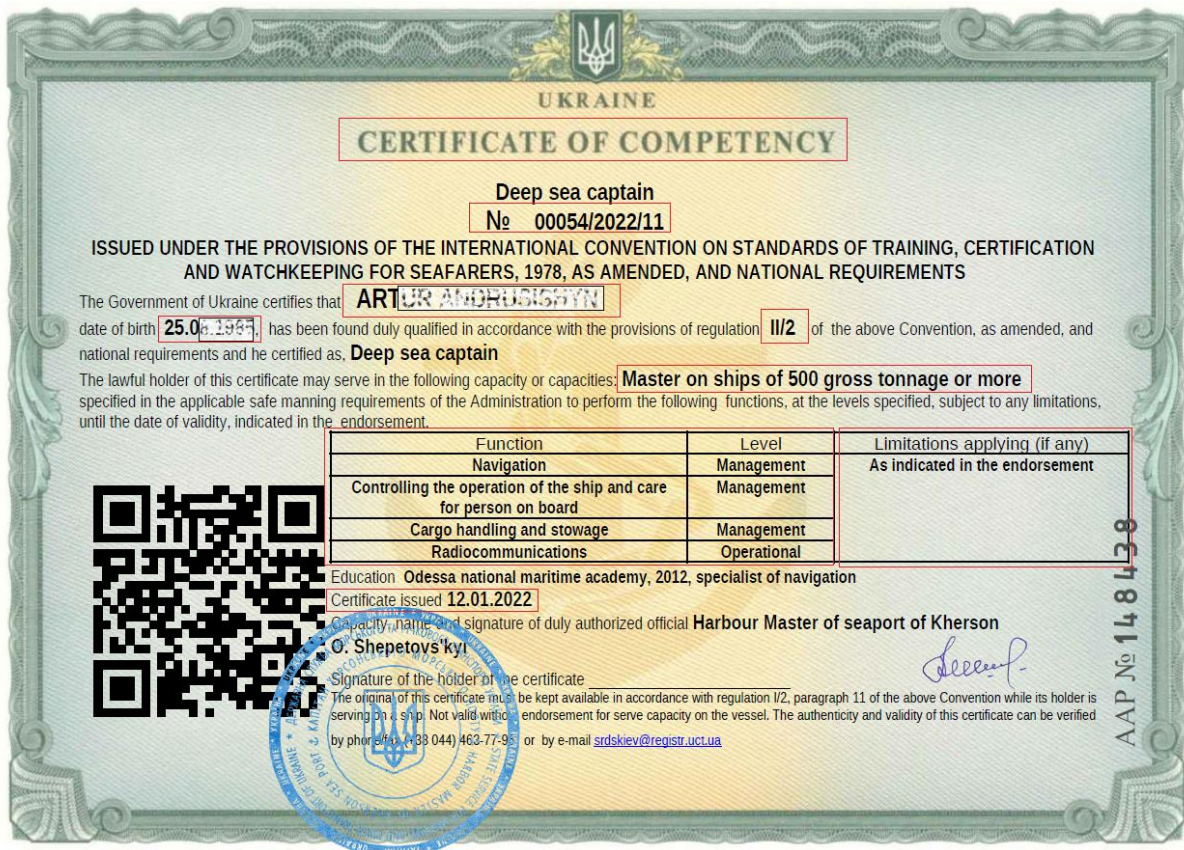 UKRAINE
CERTIFICATE OF COMPETENCY
Deep sea captain
№ 00054/2022/11
ISSUED UNDER THE PROVISIONS OF THE INTERNATIONAL CONVENTION ON STANDARDS OF TRAINING, CERTIFICATION
AND WATCHKEEPING FOR SEAFARERS, 1978, AS AMENDED, AND NATIONAL REQUIREMENTS
The Government of Ukraine certifies that ARTUR
date of birth 25.0 has been found duly qualified in accordance with the provisions of regulation II/2 of the above Convention, as amended, and
national requirements and he certified as, Deep sea captain
The lawful holder of this certificate may serve in the following capacity or capacities: Master on ships of 500 gross tonnage or more
specified in the applicable safe manning requirements of the Administration to perform the following functions, at the levels specified, subject to any limitations,
until the date of validity, indicated in the endorsement.
Function Level Limitations applying (if any)
Navigation Management As indicated in the endorsement
Controlling the operation of the ship and care Management
for person on board
Cargo handling and stowage Management
Radiocommunications Operational
Education Odessa national maritime academy, 2012, specialist of navigation
Certificate issued 12.01.2022
Capacity, name and signature of duly authorized official Harbour Master of seaport of Kherson
O. Shepetovs'kyi
Signature of the holder of the certificate
The original of this certificate must be kept available in accordance with regulation I/2, paragraph 11 of the above Convention while its holder is
serving on a ship. Not valid without endorsement for serve capacity on the vessel. The authenticity and validity of this certificate can be verified
by phone/fax (+38 044) 463-77-9 or by e-mail srdskiev@registr.uct.ua
AAP № 148438